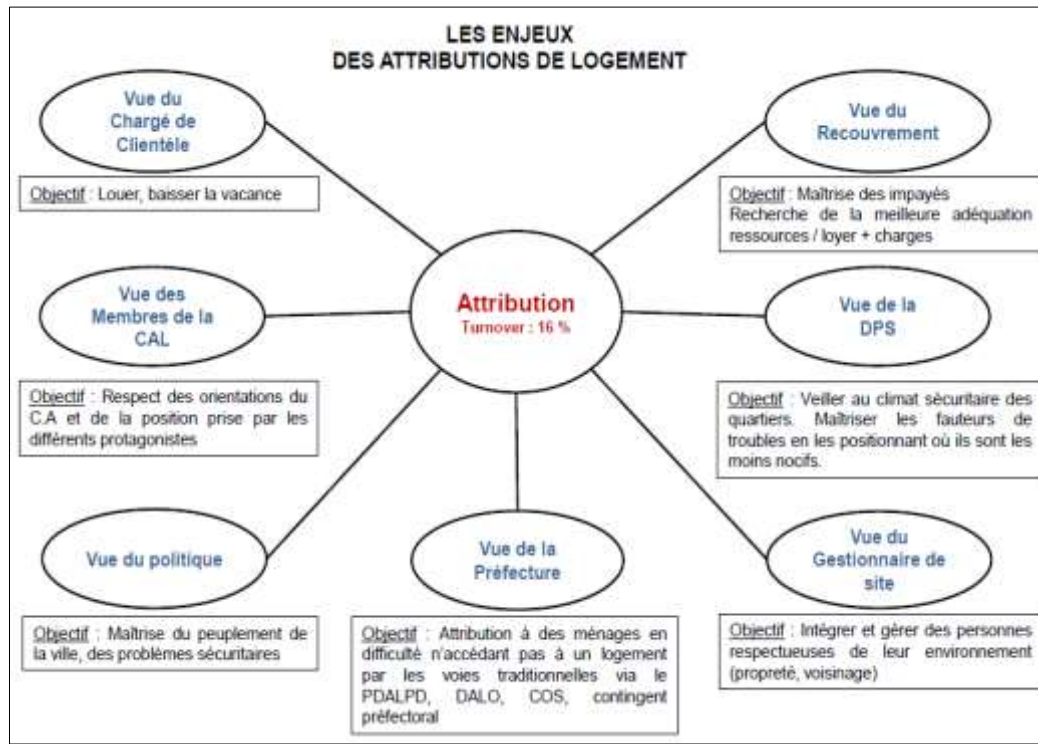 LES ENJEUX
DES ATTRIBUTIONS DE LOGEMENT
Vue du
Chargé de
Clientèle
Objectif : Louer, baisser la vacance
Vue du
Recouvrement
Objectif : Maîtrise des impayés
Recherche de la meilleure adéquation
ressources / loyer + charges
Attribution
Turnover : 16 %
Vue des
Membres de la
CAL
Objectif : Respect des orientations du
C.A et de la position prise par les
différents protagonistes
Vue de la
DPS
Objectif : Veiller au climat sécuritaire des
quartiers. Maîtriser les fauteurs de
troubles en les positionnant où ils sont les
moins nocifs.
Vue du politique
Objectif : Maîtrise du peuplement de
la ville, des problèmes sécuritaires
Vue de la
Préfecture
Objectif : Attribution à des ménages en
difficulté n'accédant pas à un logement
par les voies traditionnelles via le
PDALPD, DALO, COS, contingent
préfectoral
Vue du
Gestionnaire de
site
Objectif : Intégrer et gérer des personnes
respectueuses de leur environnement
(propreté, voisinage)